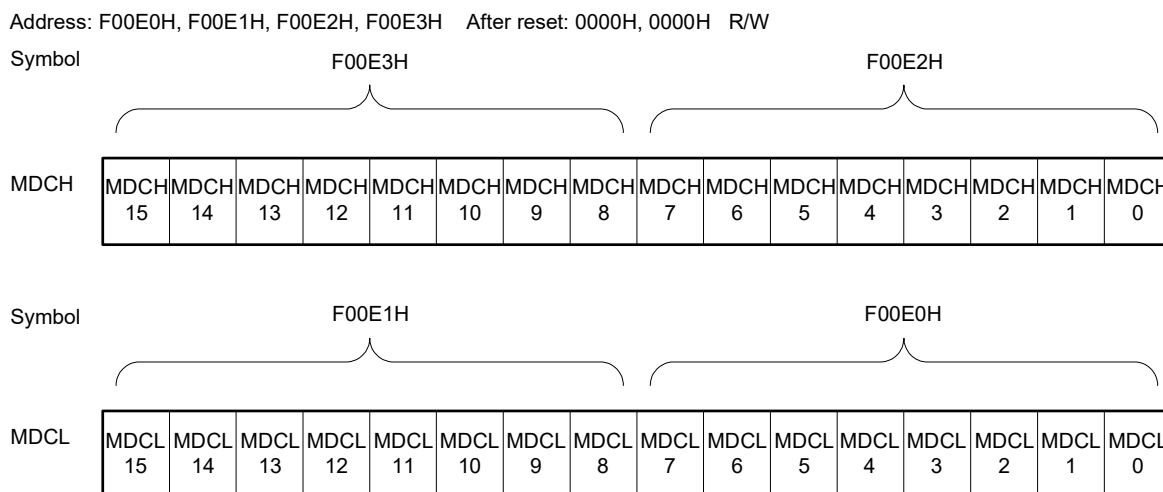 Address: F00E0H, F00E1H, F00E2H, F00E3H After reset: 0000H, 0000H R/W
Symbol F00E3H F00E2H
MDCH MDCH MDCH MDCH MDCH MDCH MDCH MDCH MDCH MDCH MDCH MDCH MDCH MDCH MDCH MDCH MDCH
15 14 13 12 11 10 9 8 7 6 5 4 3 2 1 0
Symbol F00E1H F00E0H
MDCL MDCL MDCL MDCL MDCL MDCL MDCL MDCL MDCL MDCL MDCL MDCL MDCL MDCL MDCL MDCL MDCL
15 14 13 12 11 10 9 8 7 6 5 4 3 2 1 0